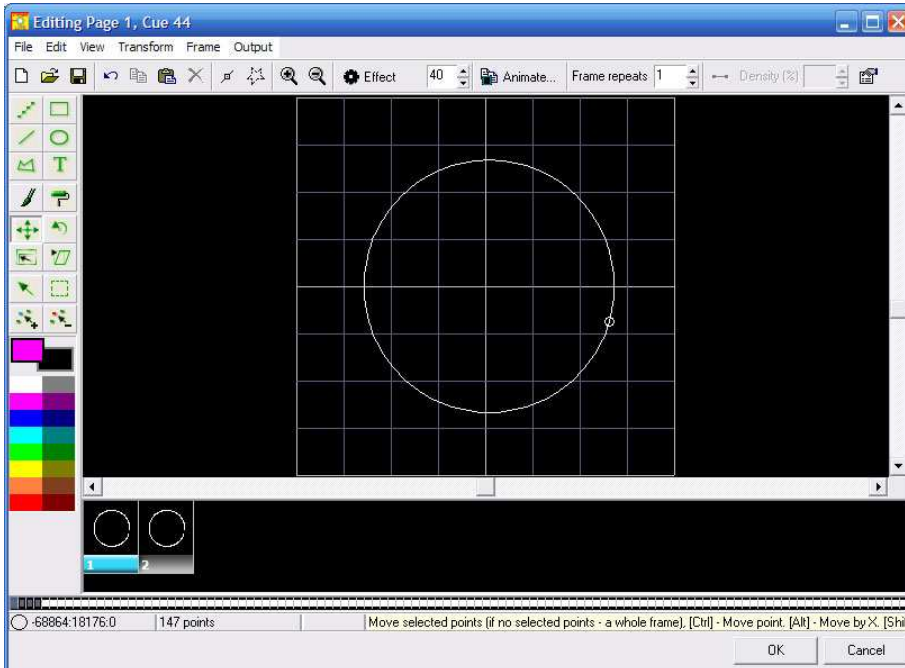 Editing Page 1, Cue 44
File Edit View Transform Frame Output
Effect 40 Animate... Frame repeats 1 Density (%)
T
1 2
-68864:18176:0 147 points Move selected points (if no selected points - a whole frame), [Ctrl] - Move point. [Alt] - Move by X. [Shi
OK Cancel